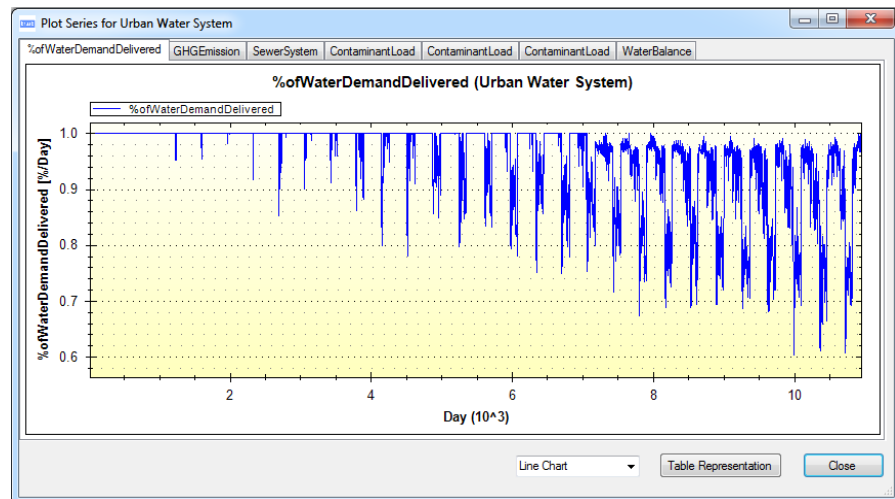 Plot Series for Urban Water System
%ofWaterDemandDelivered GHGEmission SewerSystem ContaminantLoad ContaminantLoad ContaminantLoad WaterBalance
%ofWaterDemandDelivered (Urban Water System)
%ofWaterDemandDelivered
%ofWaterDemandDelivered [%/Day]
1.0
0.9
0.8
0.7
0.6
2 4 6 8 10
Day (10^3)
Line Chart Table Representation Close